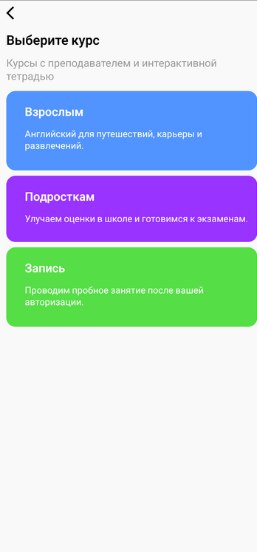 Выберите курс
Курсы с преподавателем и интерактивной
тетрадью
Взрослым
Английский для путешествий, карьеры и
развлечений.
Подросткам
Улучаем оценки в школе и готовимся к экзаменам.
Запись
Проводим пробное занятие после вашей
авторизации.